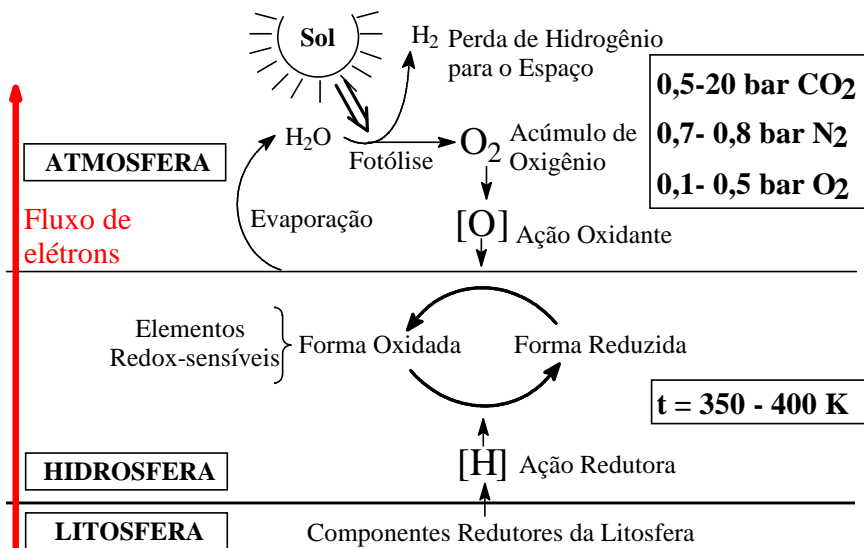 Sol
H2 Perda de Hidrogênio
para o Espaço
0,5-20 bar CO2
0,7- 0,8 bar N2
0,1- 0,5 bar O2
ATMOSFERA
H2O
Fotólise
O2 Acúmulo de
Oxigênio
Fluxo de
elétrons
Evaporação
[O] Ação Oxidante
Elementos
Redox-sensíveis
Forma Oxidada
Forma Reduzida
t = 350 - 400 K
HIDROSFERA
[H] Ação Redutora
LITOSFERA
Componentes Redutores da Litosfera